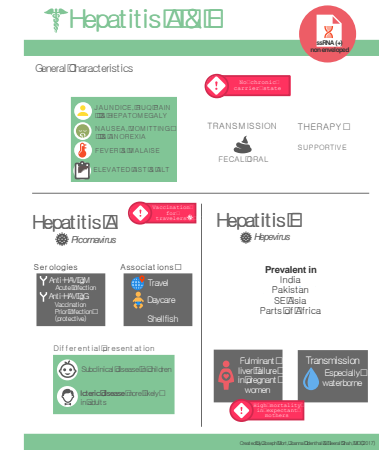 Hepatitis A & E
ssRNA (+)
nonenveloped
General Characteristics
No chronic
carrier state
JAUNDICE, RUQ PAIN
& HEPATOMEGALY
NAUSEA, VOMITTING
& ANOREXIA
FEVER & MALAISE
ELEVATED AST & ALT
TRANSMISSION
FECAL-ORAL
THERAPY
SUPPORTIVE
Hepatitis A
Picornavirus
Vaccination
for
travelers
Serologies
Anti-HAV IgM
Acute infection
Anti-HAV IgG
Vaccination
Prior infection
(protective)
Associations
Travel
Daycare
Shellfish
Differential presentation
Subclinical disease in children
Icteric disease more likely
in adults
Hepatitis E
Hepevirus
Prevalent in
India
Pakistan
SE Asia
Parts of Africa
Fulminant
liver failure
in pregnant
women
High mortality
in expectant
mothers
Transmission
Especially
waterborne